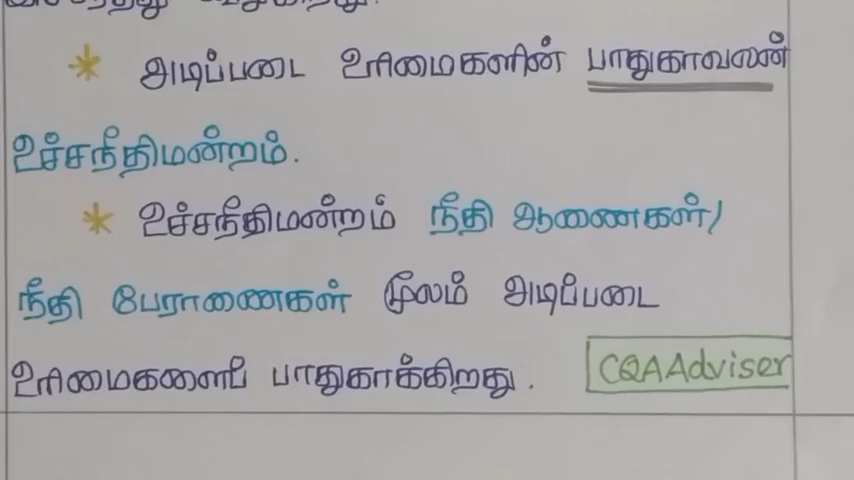 * அடிப்படை உரிமைகளின் பாதுகாவலன்
உச்சநீதிமன்றம்.
* உச்சநீதிமன்றம் நீதி ஆணைகள்/
நீதி பேராணைகள் மூலம் அடிப்படை
உரிமைகளைப் பாதுகாக்கிறது. CQAAdviser